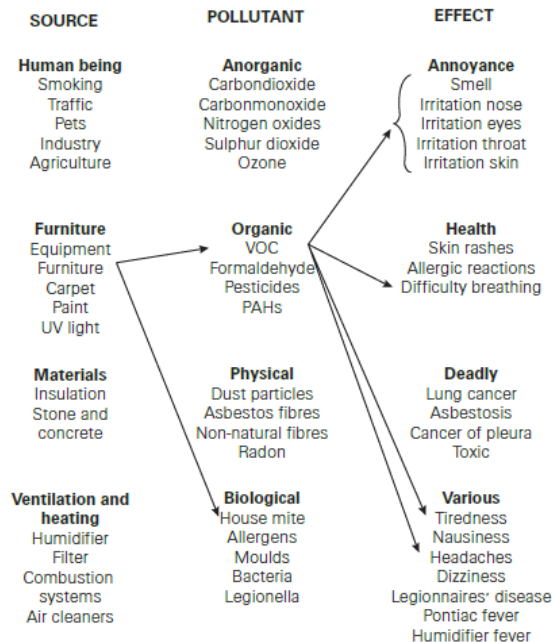 SOURCE
Human being
Smoking
Traffic
Pets
Industry
Agriculture
Furniture
Equipment
Furniture
Carpet
Paint
UV light
Materials
Insulation
Stone and
concrete
Ventilation and
heating
Humidifier
Filter
Combustion
systems
Air cleaners
POLLUTANT
Anorganic
Carbondioxide
Carbonmonoxide
Nitrogen oxides
Sulphur dioxide
Ozone
Organic
VOC
Formaldehyde
Pesticides
PAHs
Physical
Dust particles
Asbestos fibres
Non-natural fibres
Radon
Biological
House mite
Allergens
Moulds
Bacteria
Legionella
EFFECT
Annoyance
Smell
Irritation nose
Irritation eyes
Irritation throat
Irritation skin
Health
Skin rashes
Allergic reactions
Difficulty breathing
Deadly
Lung cancer
Asbestosis
Cancer of pleura
Toxic
Various
Tiredness
Nausiness
Headaches
Dizziness
Legionnaires' disease
Pontiac fever
Humidifier fever